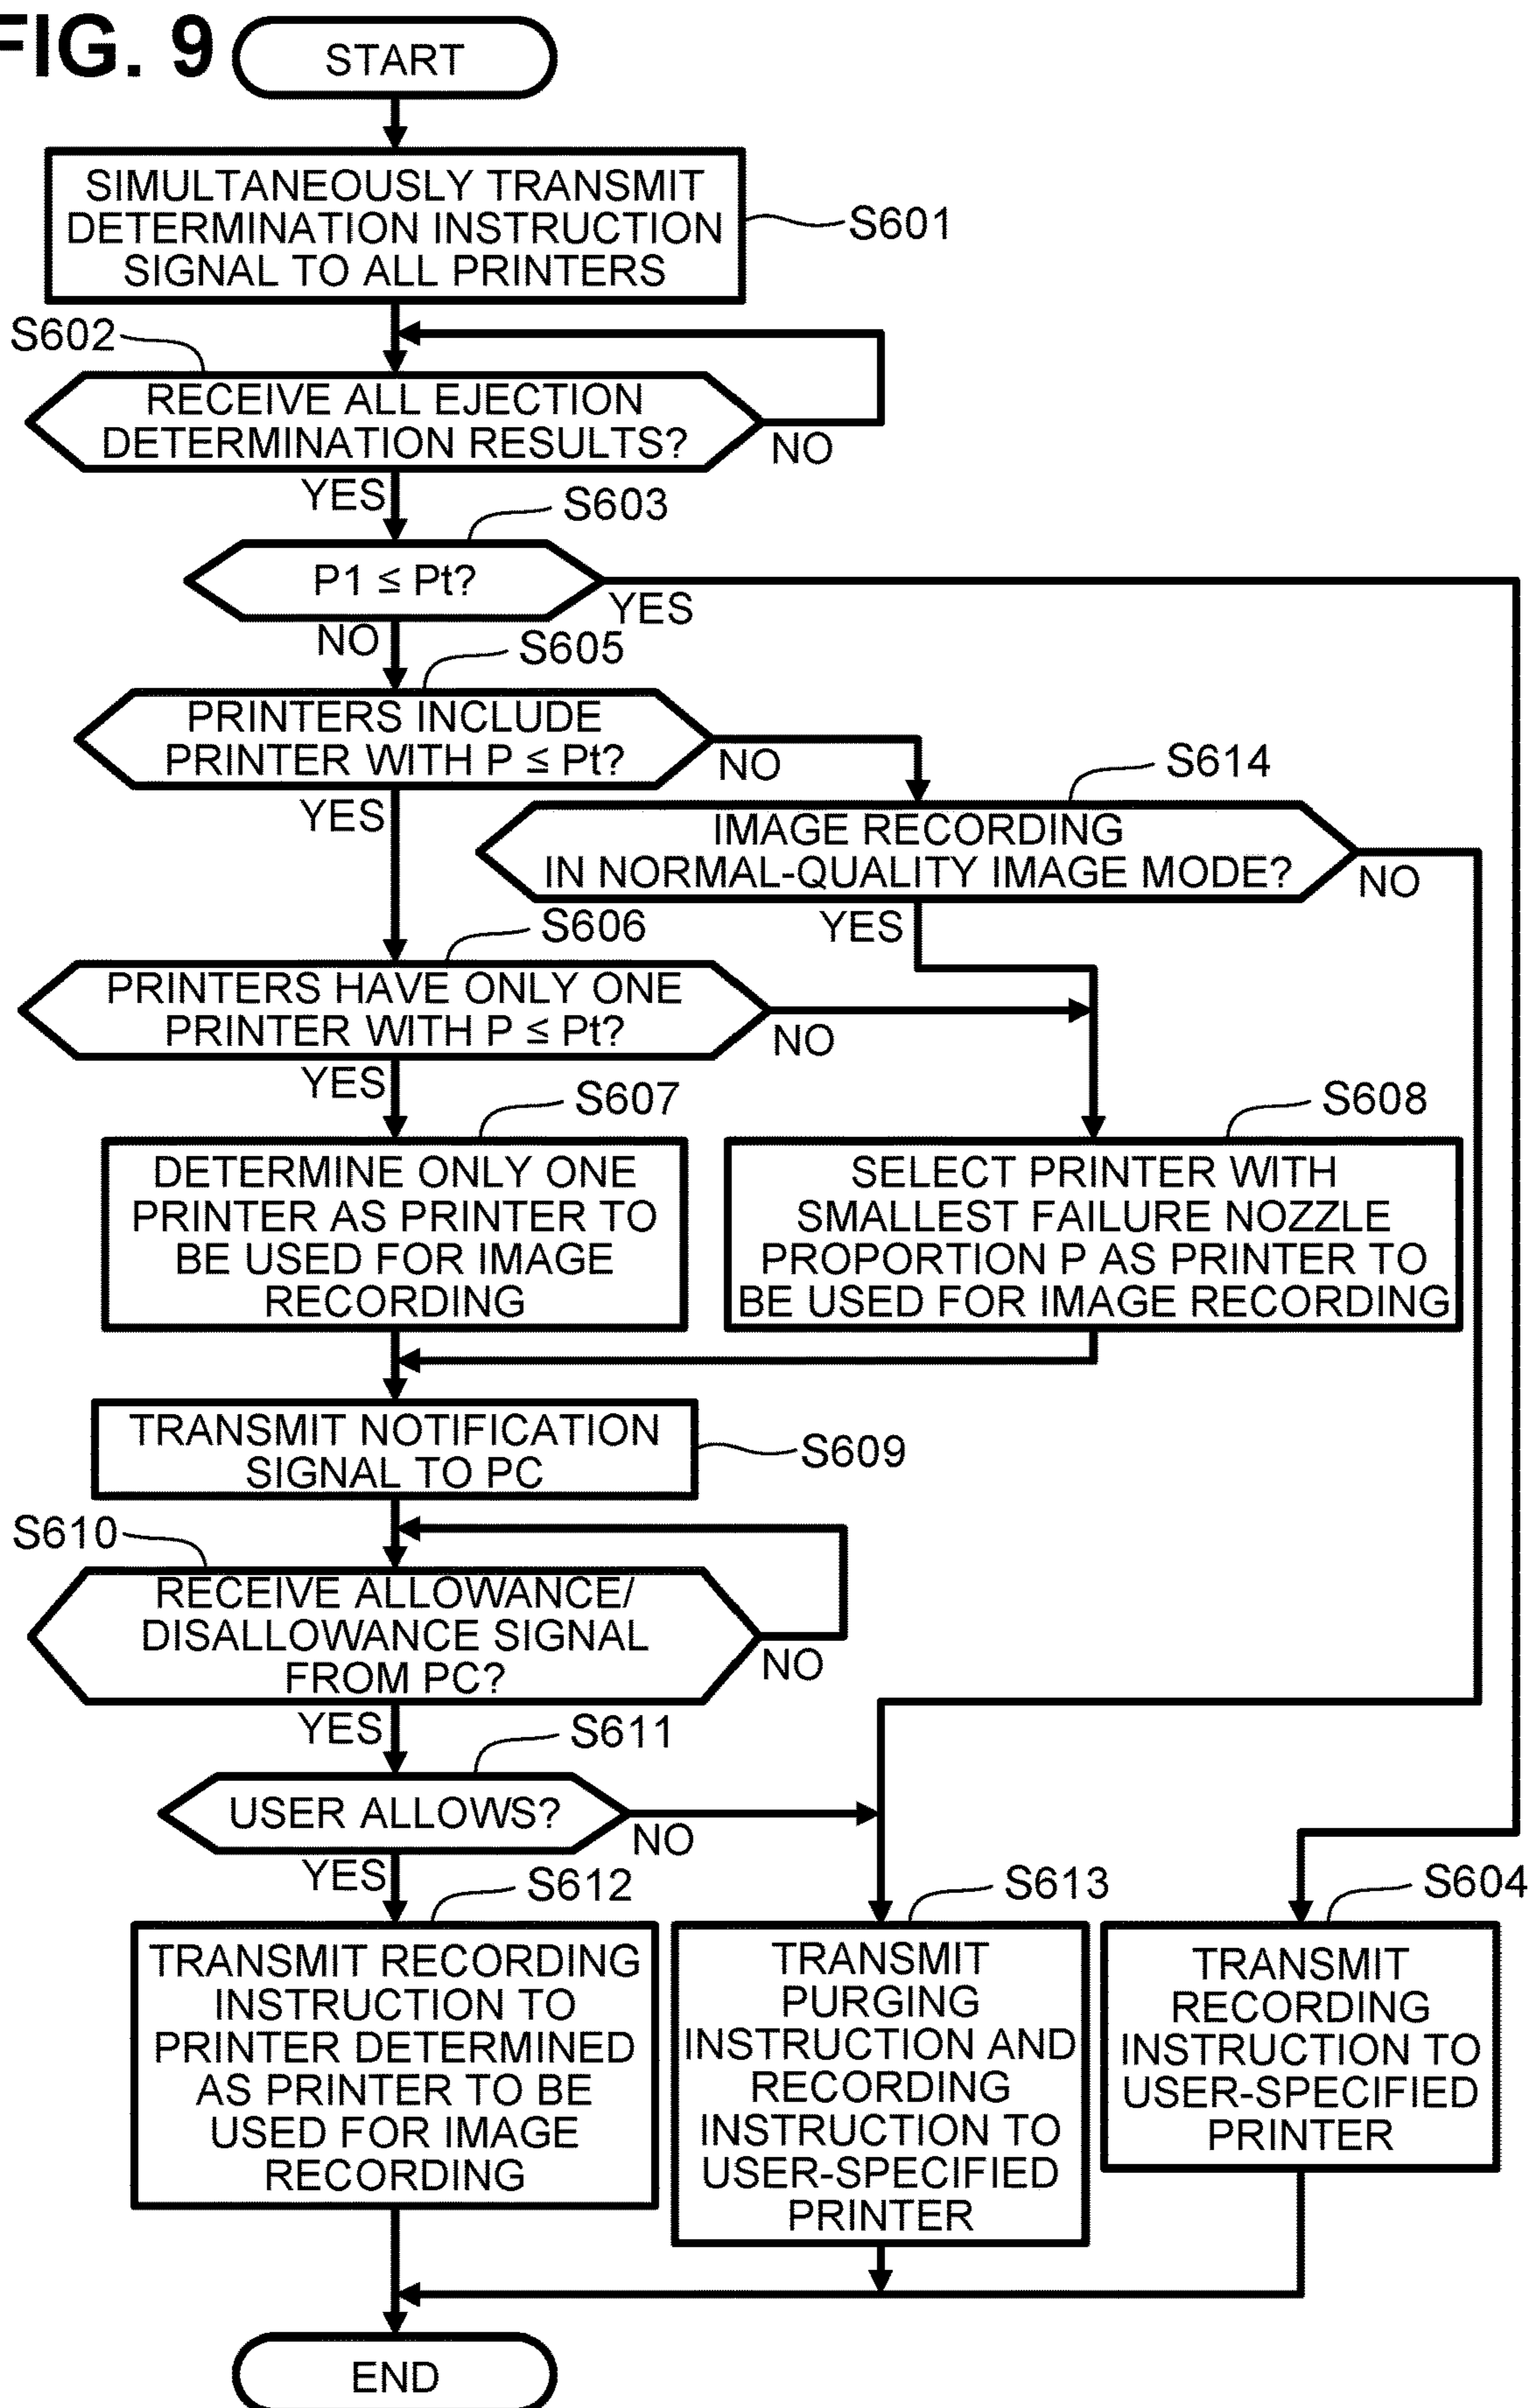 FIG. 9
START
SIMULTANEOUSLY TRANSMIT
DETERMINATION INSTRUCTION
SIGNAL TO ALL PRINTERS
S601
S602
RECEIVE ALL EJECTION
DETERMINATION RESULTS?
NO
YES
S603
P1 ≤ Pt?
YES
NO
S605
PRINTERS INCLUDE
PRINTER WITH P ≤ Pt?
NO
YES
S614
IMAGE RECORDING
IN NORMAL-QUALITY IMAGE MODE?
NO
YES
S606
PRINTERS HAVE ONLY ONE
PRINTER WITH P ≤ Pt?
NO
YES
S607
DETERMINE ONLY ONE
PRINTER AS PRINTER TO
BE USED FOR IMAGE
RECORDING
S608
SELECT PRINTER WITH
SMALLEST FAILURE NOZZLE
PROPORTION P AS PRINTER TO
BE USED FOR IMAGE RECORDING
TRANSMIT NOTIFICATION
SIGNAL TO PC
S609
S610
RECEIVE ALLOWANCE/
DISALLOWANCE SIGNAL
FROM PC?
NO
YES
S611
USER ALLOWS?
NO
YES
S612
TRANSMIT RECORDING
INSTRUCTION TO
PRINTER DETERMINED
AS PRINTER TO BE
USED FOR IMAGE
RECORDING
S613
TRANSMIT
PURGING
INSTRUCTION AND
RECORDING
INSTRUCTION TO
USER-SPECIFIED
PRINTER
S604
TRANSMIT
RECORDING
INSTRUCTION TO
USER-SPECIFIED
PRINTER
END